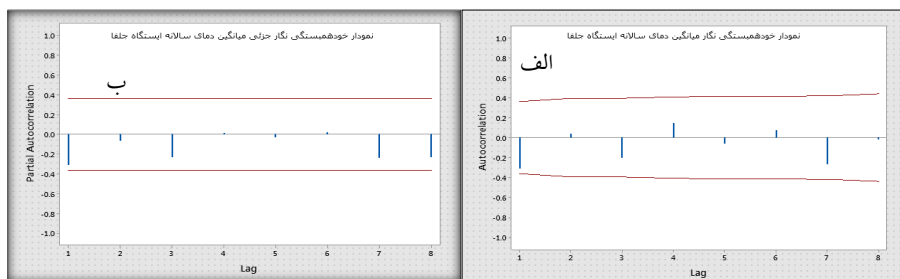 نمودار خودهمبستگی نگار جزئی میانگین دمای سالانه ایستگاه جلفا
ب
Partial Autocorrelation
1.0
0.8
0.6
0.4
0.2
0.0
-0.2
-0.4
-0.6
-0.8
-1.0
1 2 3 4 5 6 7 8
Lag
نمودار خودهمبستگی نگار میانگین دمای سالانه ایستگاه جلفا
الف
Autocorrelation
1.0
0.8
0.6
0.4
0.2
0.0
-0.2
-0.4
-0.6
-0.8
-1.0
1 2 3 4 5 6 7 8
Lag